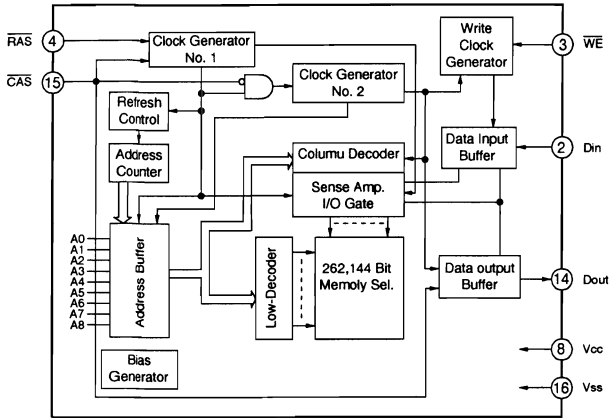 RAS
4
Clock Generator
No. 1
Write
Clock
Generator
3
WE
CAS
15
Clock Generator
No. 2
Refresh
Control
Data Input
Buffer
2
Din
Address
Counter
Columu Decoder
Sense Amp.
I/O Gate
A0
A1
A2
A3
A4
A5
A6
A7
A8
Address Buffer
Low-Decoder
262,144 Bit
Memoly Sel.
Data output
Buffer
14
Dout
Bias
Generator
8
Vcc
16
Vss